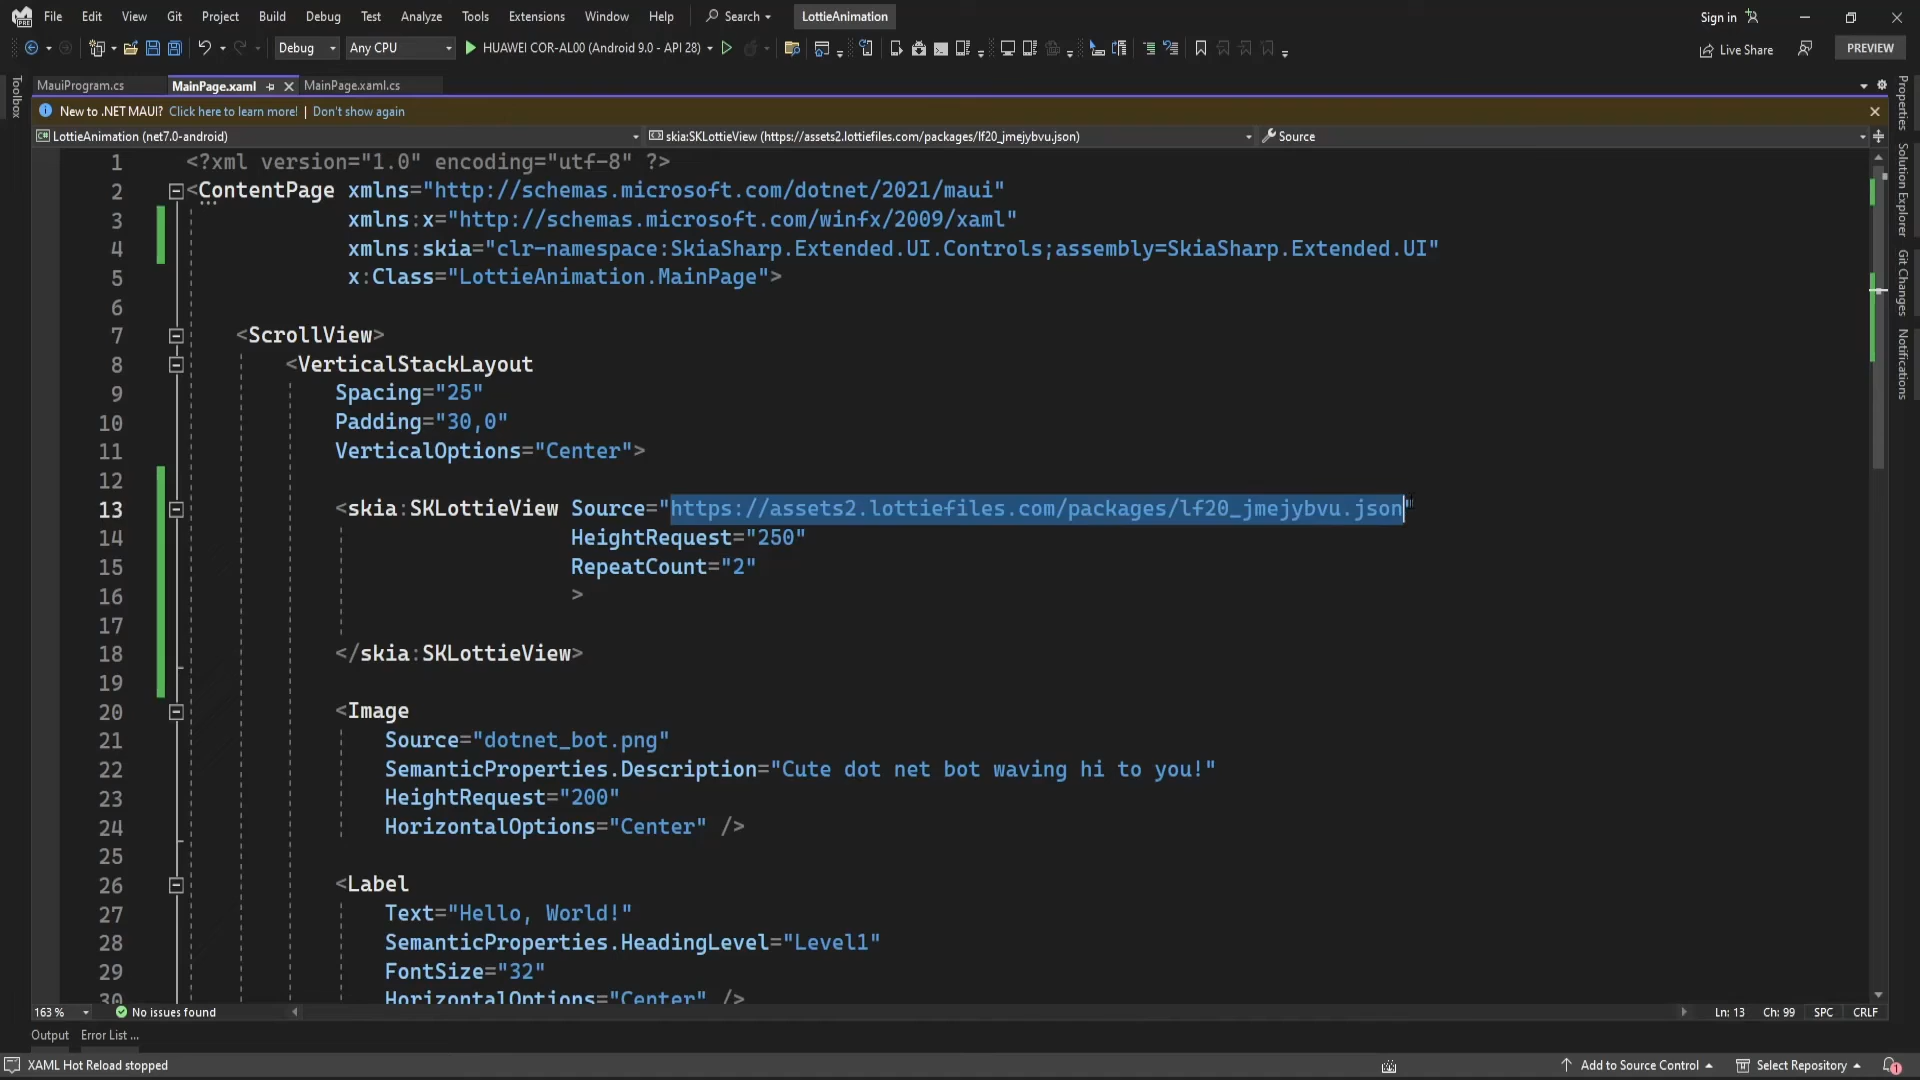 File Edit View Git Project Build Debug Test Analyze Tools Extensions Window Help Search LottieAnimation Sign in
Debug Any CPU HUAWEI COR-AL00 (Android 9.0 - API 28) Live Share PREVIEW
MauiProgram.cs MainPage.xaml MainPage.xaml.cs
New to .NET MAUI? Click here to learn more! | Don't show again
LottieAnimation (net7.0-android) skia:SKLottieView (https://assets2.lottiefiles.com/packages/lf20_jmejybvu.json) Source
1 <?xml version="1.0" encoding="utf-8" ?>
2 <ContentPage xmlns="http://schemas.microsoft.com/dotnet/2021/maui"
3 xmlns:x="http://schemas.microsoft.com/winfx/2009/xaml"
4 xmlns:skia="clr-namespace:SkiaSharp.Extended.UI.Controls;assembly=SkiaSharp.Extended.UI"
5 x:Class="LottieAnimation.MainPage">
6
7 <ScrollView>
8 <VerticalStackLayout
9 Spacing="25"
10 Padding="30,0"
11 VerticalOptions="Center">
12
13 <skia:SKLottieView Source="https://assets2.lottiefiles.com/packages/lf20_jmejybvu.json"
14 HeightRequest="250"
15 RepeatCount="2"
16 >
17
18 </skia:SKLottieView>
19
20 <Image
21 Source="dotnet_bot.png"
22 SemanticProperties.Description="Cute dot net bot waving hi to you!"
23 HeightRequest="200"
24 HorizontalOptions="Center" />
25
26 <Label
27 Text="Hello, World!"
28 SemanticProperties.HeadingLevel="Level1"
29 FontSize="32"
30 HorizontalOptions="Center" />
Toolbox
Properties
Solution Explorer
Git Changes
Notifications
163 % No issues found Ln: 13 Ch: 99 SPC CRLF
Output Error List ...
XAML Hot Reload stopped Add to Source Control Select Repository 1